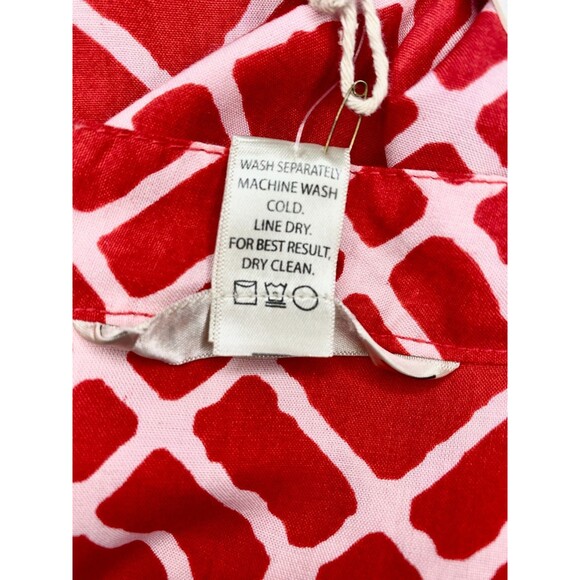 WASH SEPARATELY
MACHINE WASH
COLD.
LINE DRY.
FOR BEST RESULT,
DRY CLEAN.